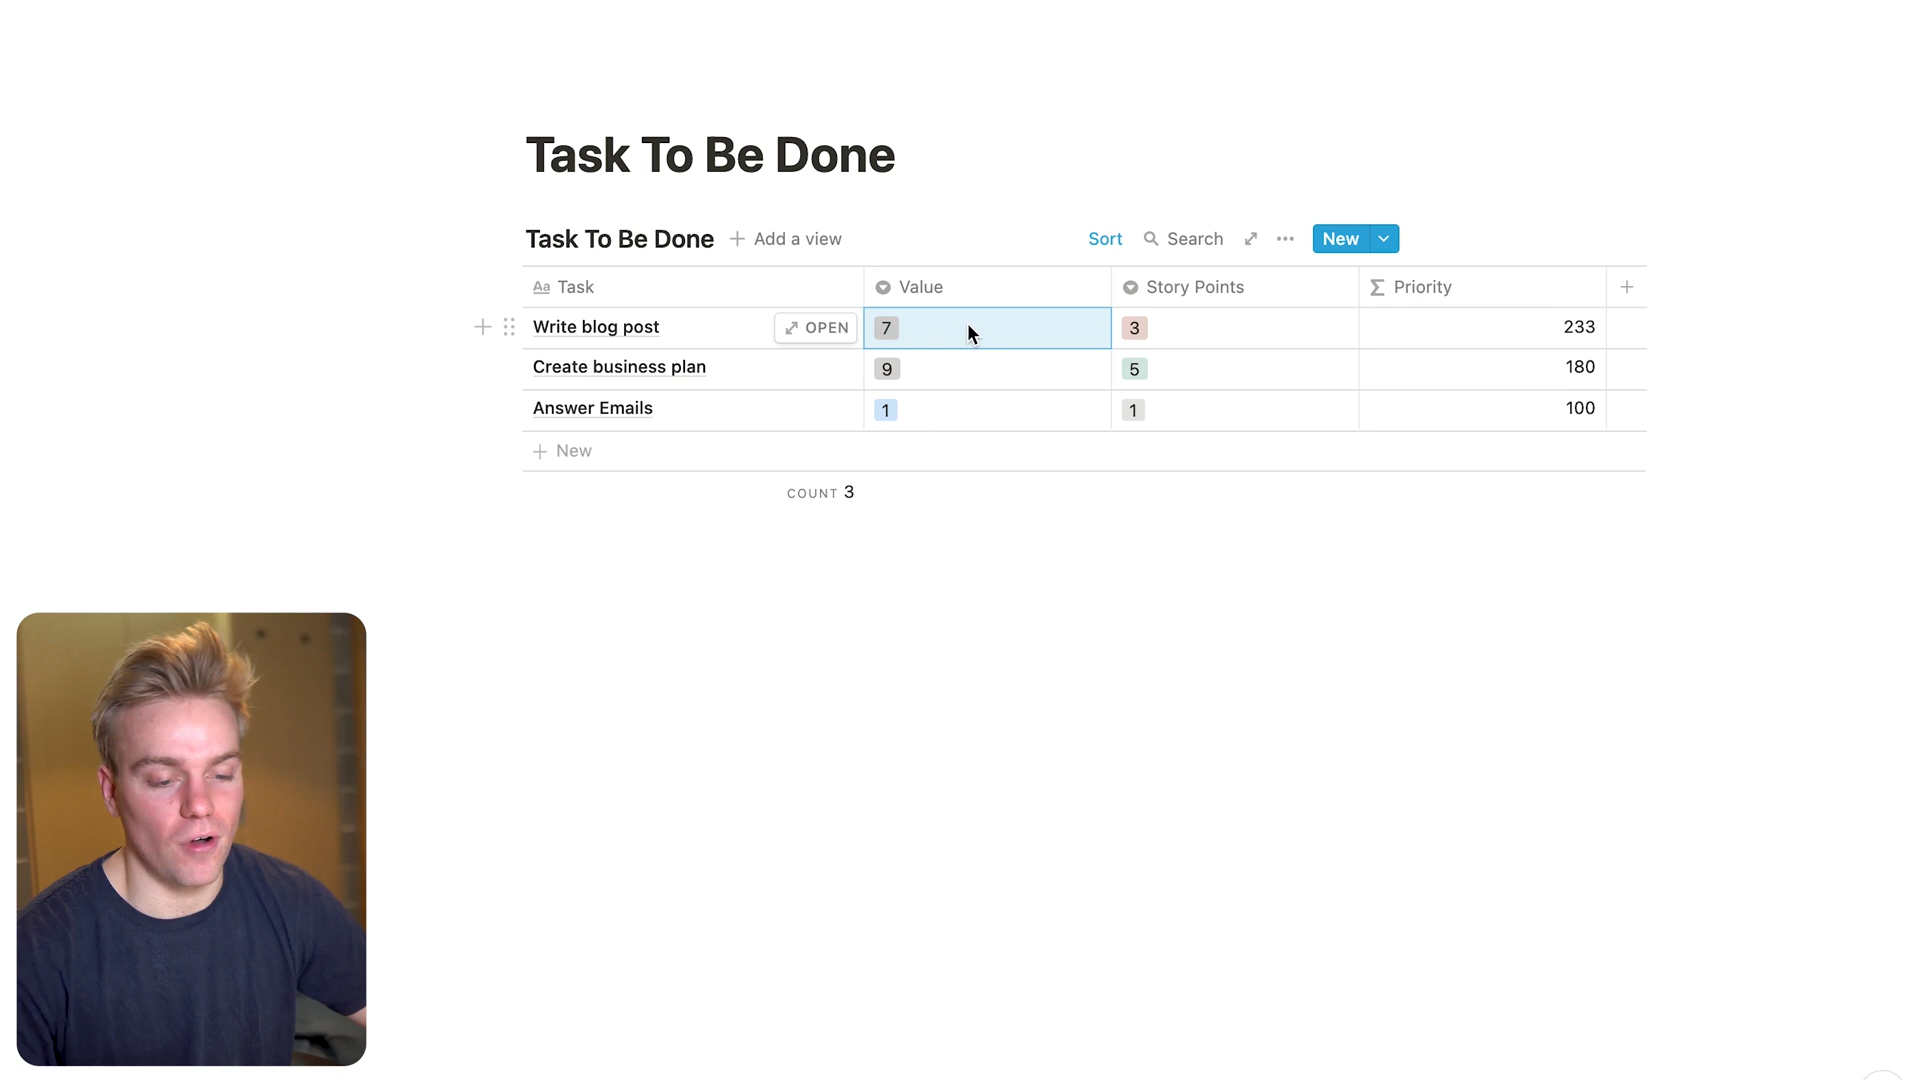 Task To Be Done
Task To Be Done + Add a view Sort Search ••• New
Aa Task Value Story Points Σ Priority +
Write blog post OPEN 7 3 233
Create business plan 9 5 180
Answer Emails 1 1 100
+ New
COUNT 3